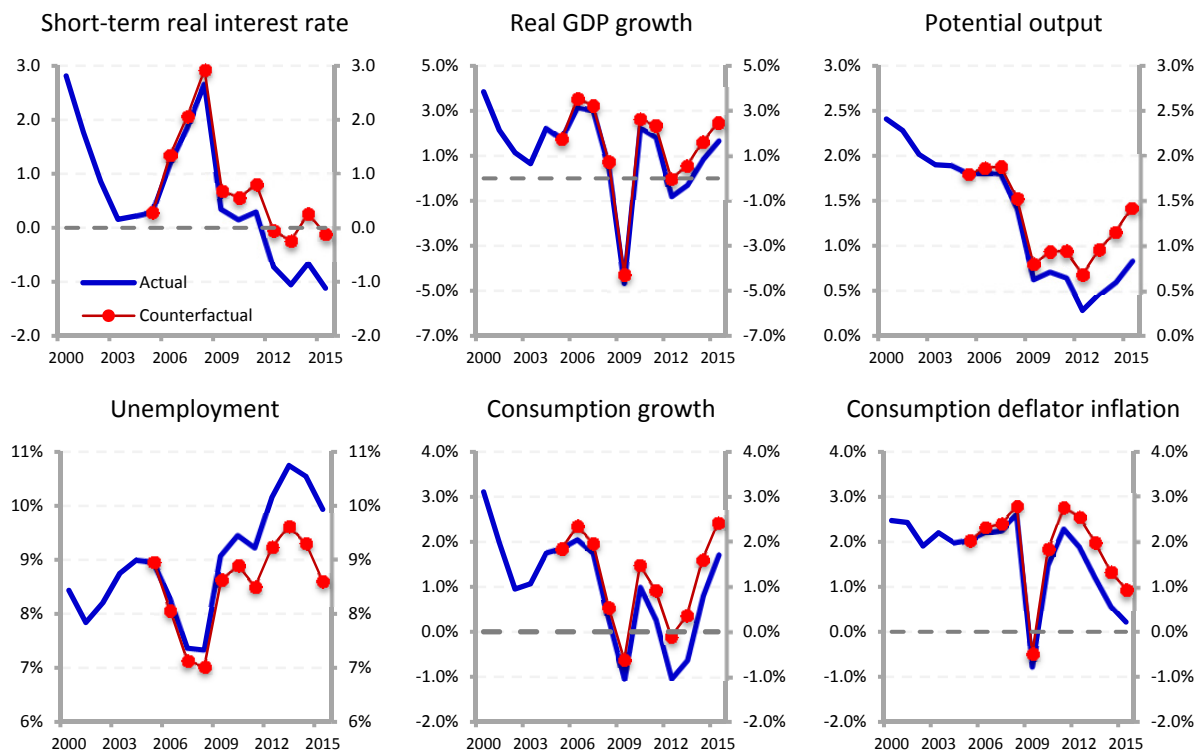 Short-term real interest rate
3.0 3.0
2.0 2.0
1.0 1.0
0.0 0.0
-1.0 -1.0
-2.0 -2.0
Actual
Counterfactual
2000 2003 2006 2009 2012 2015
Real GDP growth
5.0% 5.0%
3.0% 3.0%
1.0% 1.0%
-1.0% -1.0%
-3.0% -3.0%
-5.0% -5.0%
-7.0% -7.0%
2000 2003 2006 2009 2012 2015
Potential output
3.0% 3.0%
2.5% 2.5%
2.0% 2.0%
1.5% 1.5%
1.0% 1.0%
0.5% 0.5%
0.0% 0.0%
2000 2003 2006 2009 2012 2015
Unemployment
11% 11%
10% 10%
9% 9%
8% 8%
7% 7%
6% 6%
2000 2003 2006 2009 2012 2015
Consumption growth
4.0% 4.0%
3.0% 3.0%
2.0% 2.0%
1.0% 1.0%
0.0% 0.0%
-1.0% -1.0%
-2.0% -2.0%
2000 2003 2006 2009 2012 2015
Consumption deflator inflation
4.0% 4.0%
3.0% 3.0%
2.0% 2.0%
1.0% 1.0%
0.0% 0.0%
-1.0% -1.0%
-2.0% -2.0%
2000 2003 2006 2009 2012 2015